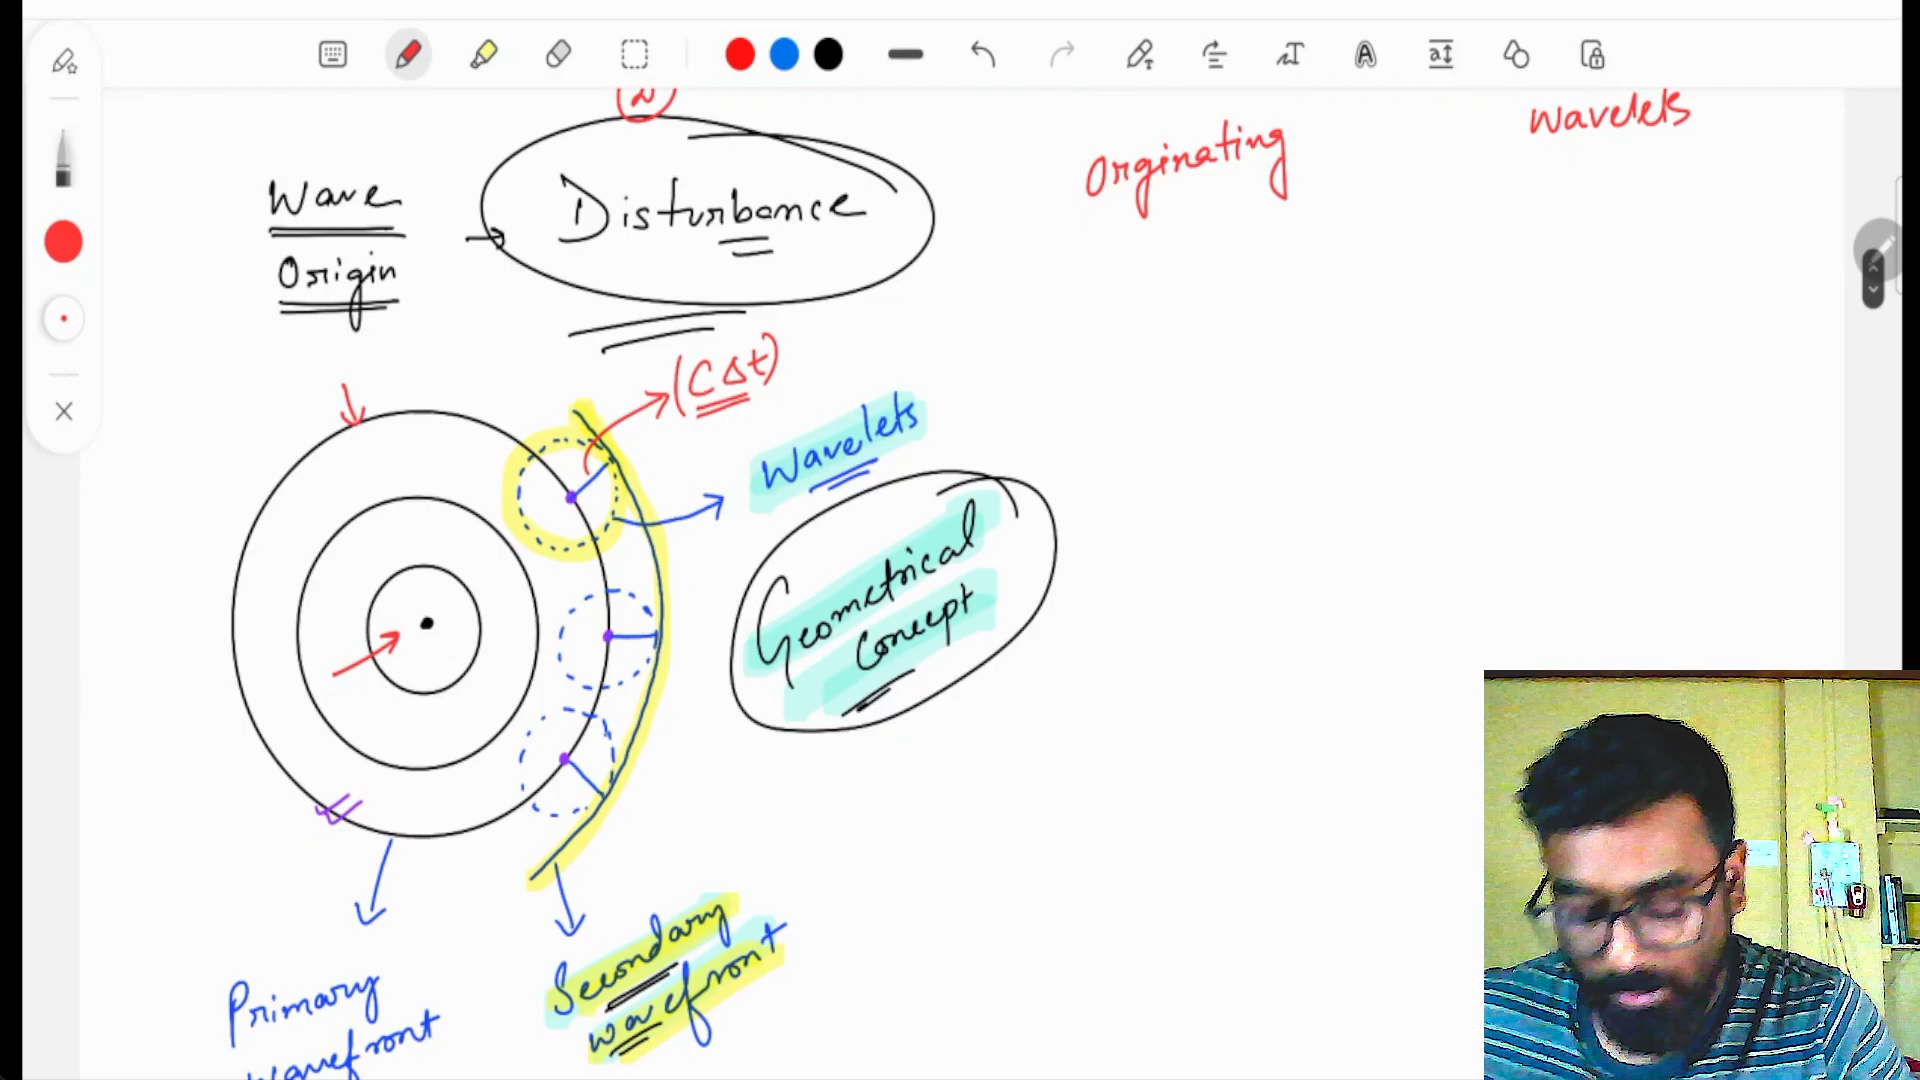 Wavelets
Orginating
Wave
Origin
Disturbance
(CΔt)
Wavelets
Geometrical
Concept
Secondary
wavefront
Primary
wavefront